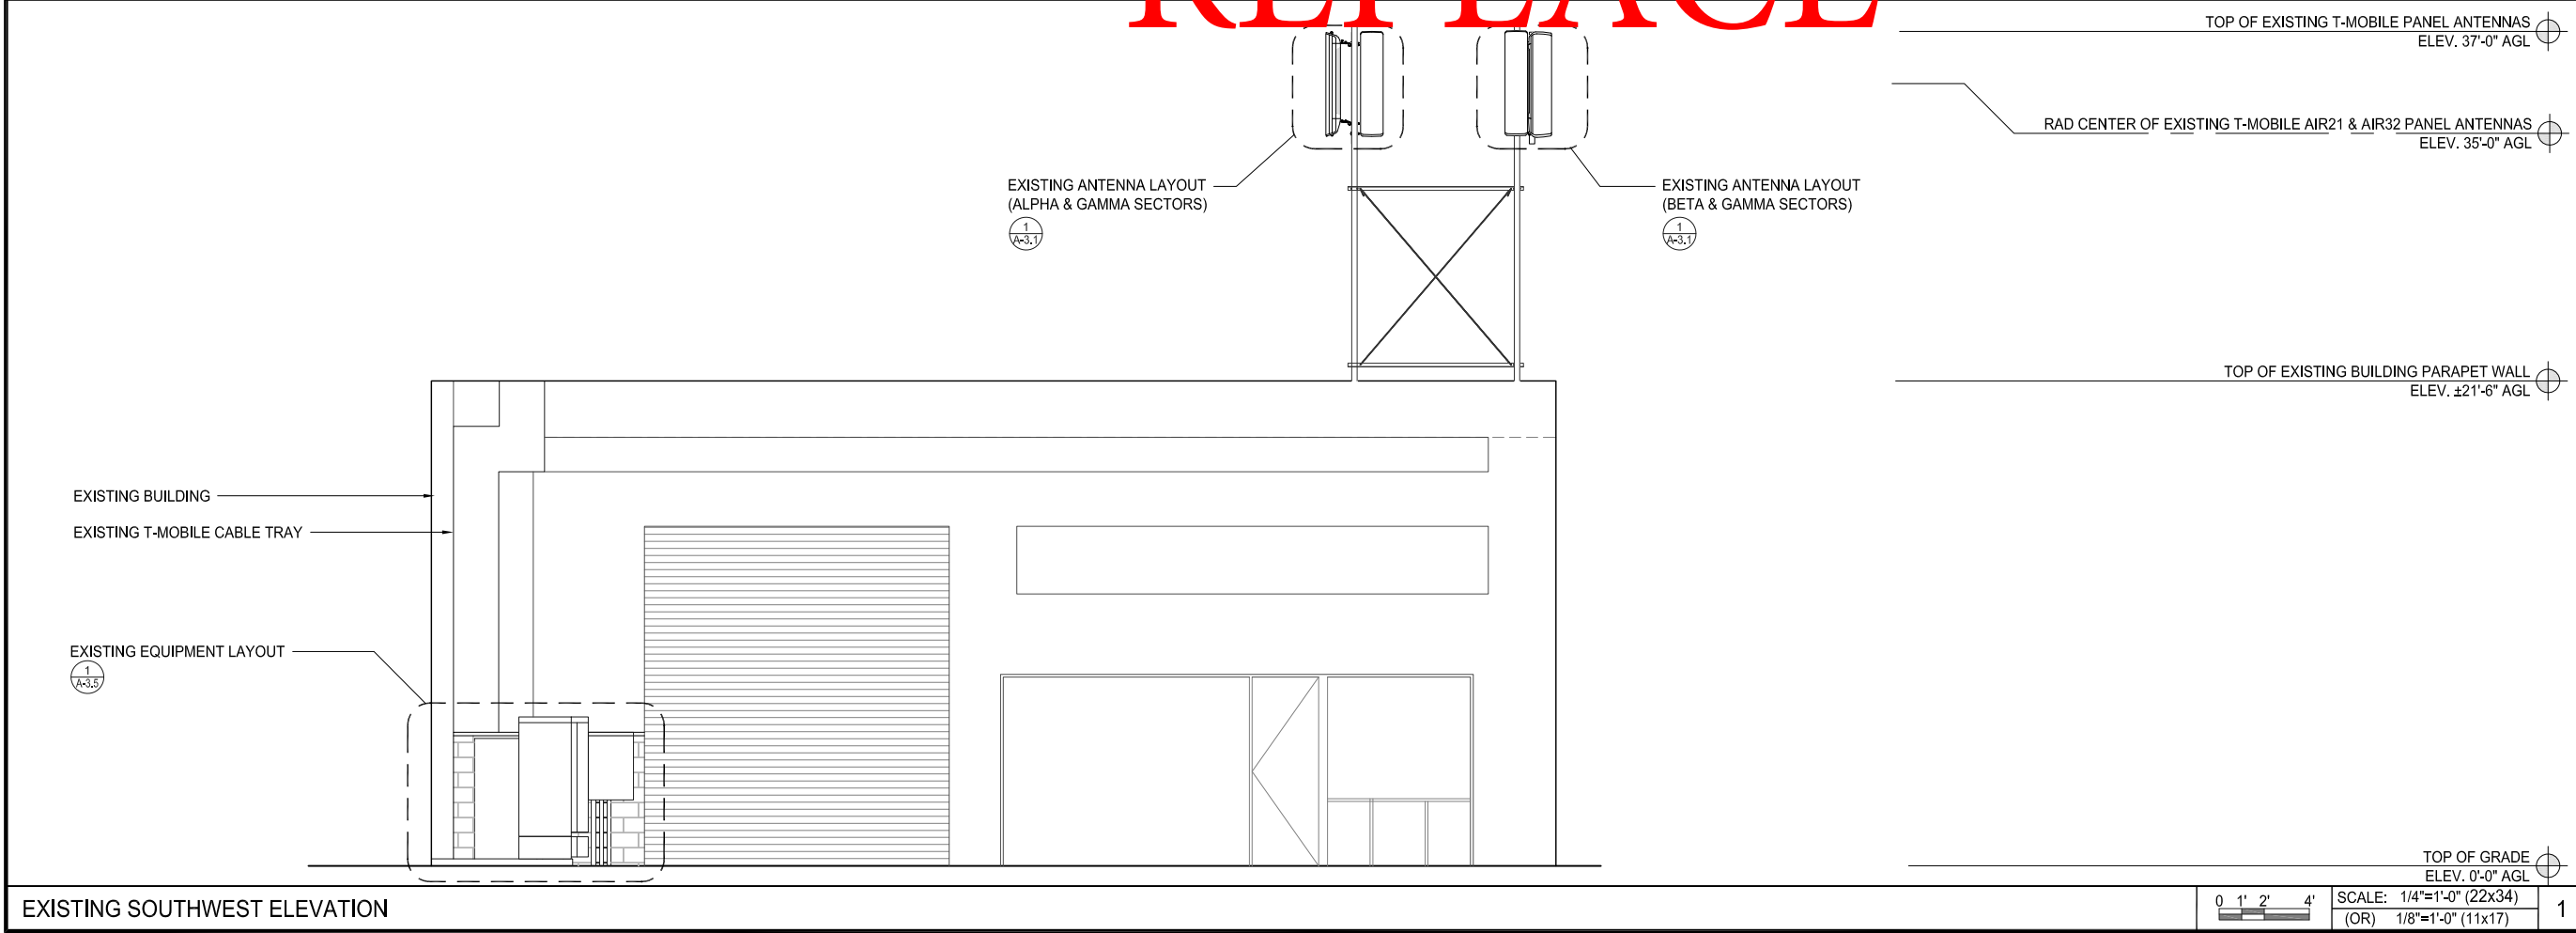 REPLACE
TOP OF EXISTING T-MOBILE PANEL ANTENNAS
ELEV. 37'-0" AGL
RAD CENTER OF EXISTING T-MOBILE AIR21 & AIR32 PANEL ANTENNAS
ELEV. 35'-0" AGL
EXISTING ANTENNA LAYOUT
(ALPHA & GAMMA SECTORS)
1
A-3.1
EXISTING ANTENNA LAYOUT
(BETA & GAMMA SECTORS)
1
A-3.1
TOP OF EXISTING BUILDING PARAPET WALL
ELEV. ±21'-6" AGL
EXISTING BUILDING
EXISTING T-MOBILE CABLE TRAY
EXISTING EQUIPMENT LAYOUT
1
A-3.5
TOP OF GRADE
ELEV. 0'-0" AGL
EXISTING SOUTHWEST ELEVATION
0 1' 2' 4'
SCALE: 1/4"=1'-0" (22x34)
(OR) 1/8"=1'-0" (11x17)
1